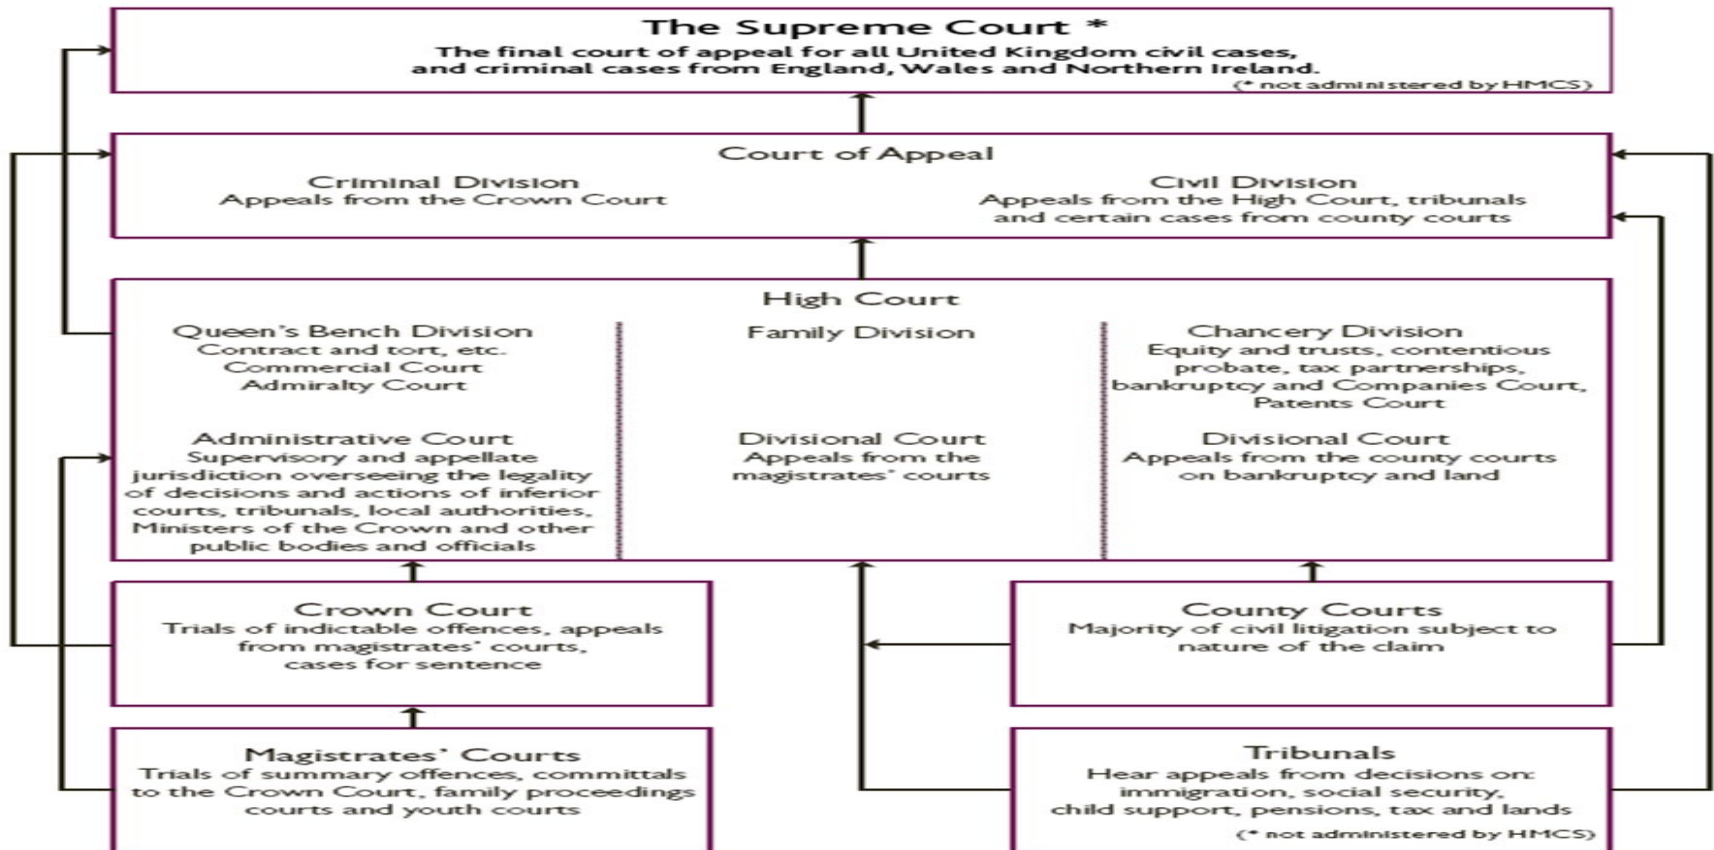 The Supreme Court *
The final court of appeal for all United Kingdom civil cases,
and criminal cases from England, Wales and Northern Ireland.
(* not administered by HMCS)
Court of Appeal
Criminal Division
Appeals from the Crown Court
Civil Division
Appeals from the High Court, tribunals
and certain cases from county courts
High Court
Queen's Bench Division
Contract and tort, etc.
Commercial Court
Admiralty Court
Administrative Court
Supervisory and appellate
jurisdiction overseeing the legality
of decisions and actions of inferior
courts, tribunals, local authorities,
Ministers of the Crown and other
public bodies and officials
Family Division
Divisional Court
Appeals from the
magistrates' courts
Chancery Division
Equity and trusts, contentious
probate, tax partnerships,
bankruptcy and Companies Court,
Patents Court
Divisional Court
Appeals from the county courts
on bankruptcy and land
Crown Court
Trials of indictable offences, appeals
from magistrates' courts,
cases for sentence
County Courts
Majority of civil litigation subject to
nature of the claim
Magistrates' Courts
Trials of summary offences, committals
to the Crown Court, family proceedings
courts and youth courts
Tribunals
Hear appeals from decisions on:
immigration, social security,
child support, pensions, tax and lands
(* not administered by HMCS)